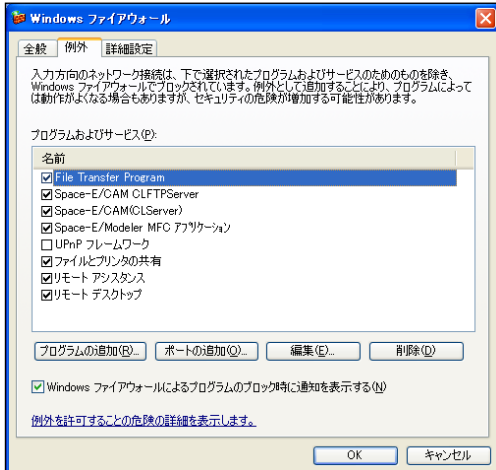 Windows ファイアウォール
全般 例外 詳細設定
入力方向のネットワーク接続は、下で選択されたプログラムおよびサービスのためのものを除き、
Windows ファイアウォールでブロックされています。例外として追加することにより、プログラムによって
は動作がよくなる場合もありますが、セキュリティの危険が増加する可能性があります。
プログラムおよびサービス(P):
名前
File Transfer Program
Space-E/CAM CLFTPServer
Space-E/CAM(CLServer)
Space-E/Modeler MFC アプリケーション
UPnP フレームワーク
ファイルとプリンタの共有
リモート アシスタンス
リモート デスクトップ
プログラムの追加(R)... ポートの追加(O)... 編集(E)... 削除(D)
Windows ファイアウォールによるプログラムのブロック時に通知を表示する(N)
例外を許可することの危険の詳細を表示します。
OK キャンセル